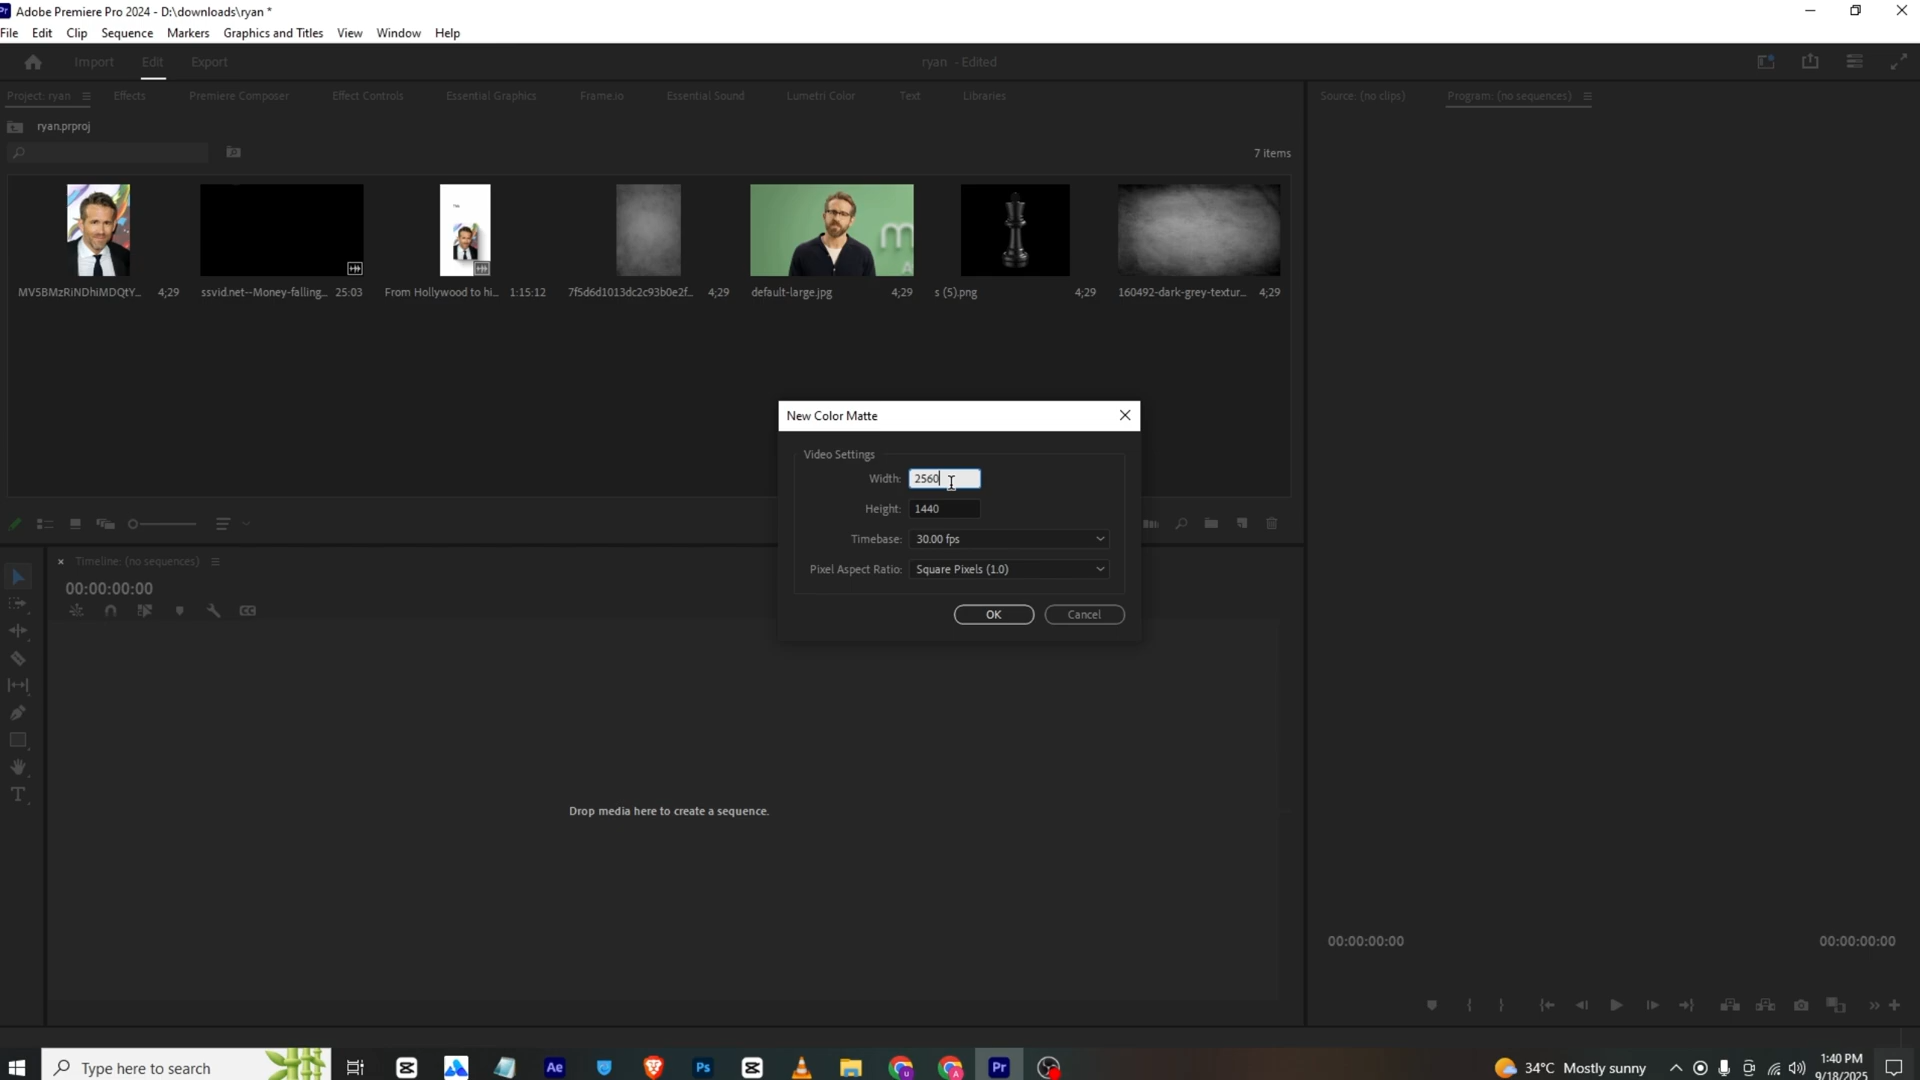 Pr Adobe Premiere Pro 2024 - D:\downloads\ryan *
File Edit Clip Sequence Markers Graphics and Titles View Window Help
Import Edit Export ryan - Edited
Project: ryan Effects Premiere Composer Effect Controls Essential Graphics Frame.io Essential Sound Lumetri Color Text Libraries Source: (no clips) Program: (no sequences)
ryan.prproj
7 items
MV5BMzRiNDhiMDQtY... 4;29 ssvid.net--Money-falling... 25:03 From Hollywood to hi... 1:15:12 7f5d6d1013dc2c93b0e2f... 4;29 default-large.jpg 4;29 s (5).png 4;29 160492-dark-grey-textur... 4;29
New Color Matte
Video Settings
Width: 2560
Height: 1440
Timebase: 30.00 fps
Pixel Aspect Ratio: Square Pixels (1.0)
OK Cancel
Timeline: (no sequences)
00:00:00:00
Drop media here to create a sequence.
00:00:00:00 00:00:00:00
Type here to search Ae Ps Pr 34°C Mostly sunny 1:40 PM
9/18/2025